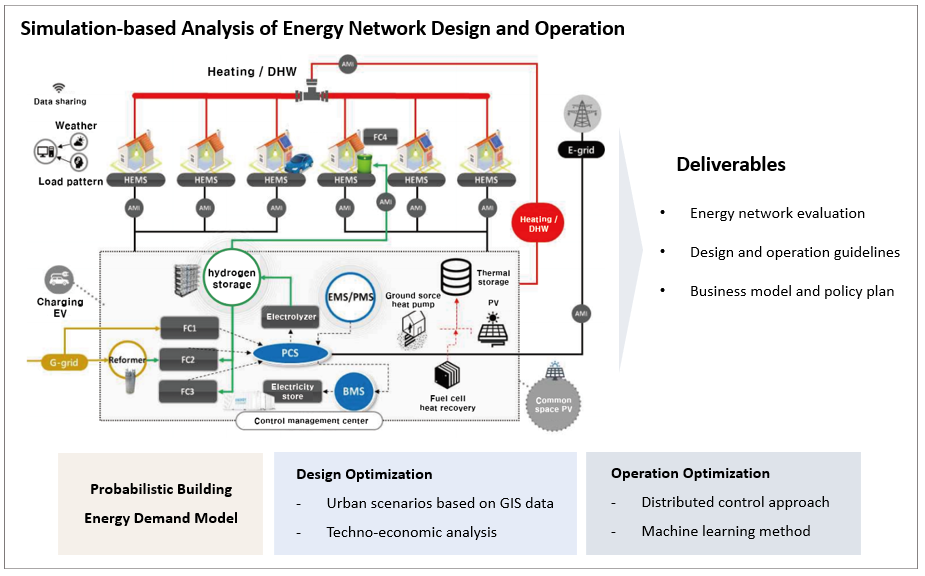 Simulation-based Analysis of Energy Network Design and Operation
Heating / DHW
AMI
Data sharing
Weather
Load pattern
FC4
HEMS
HEMS
HEMS
HEMS
HEMS
HEMS
E-grid
AMI
AMI
AMI
AMI
AMI
AMI
AMI
Heating /
DHW
Deliverables
• Energy network evaluation
• Design and operation guidelines
• Business model and policy plan
Charging
EV
hydrogen
storage
EMS/PMS
Thermal
storage
Ground sorce
heat pump
PV
Electrolyzer
AMI
FC1
G-grid
Reformer
FC2
PCS
FC3
Electricity
store
BMS
Fuel cell
heat recovery
Common
space PV
Control management center
Probabilistic Building
Energy Demand Model
Design Optimization
- Urban scenarios based on GIS data
- Techno-economic analysis
Operation Optimization
- Distributed control approach
- Machine learning method